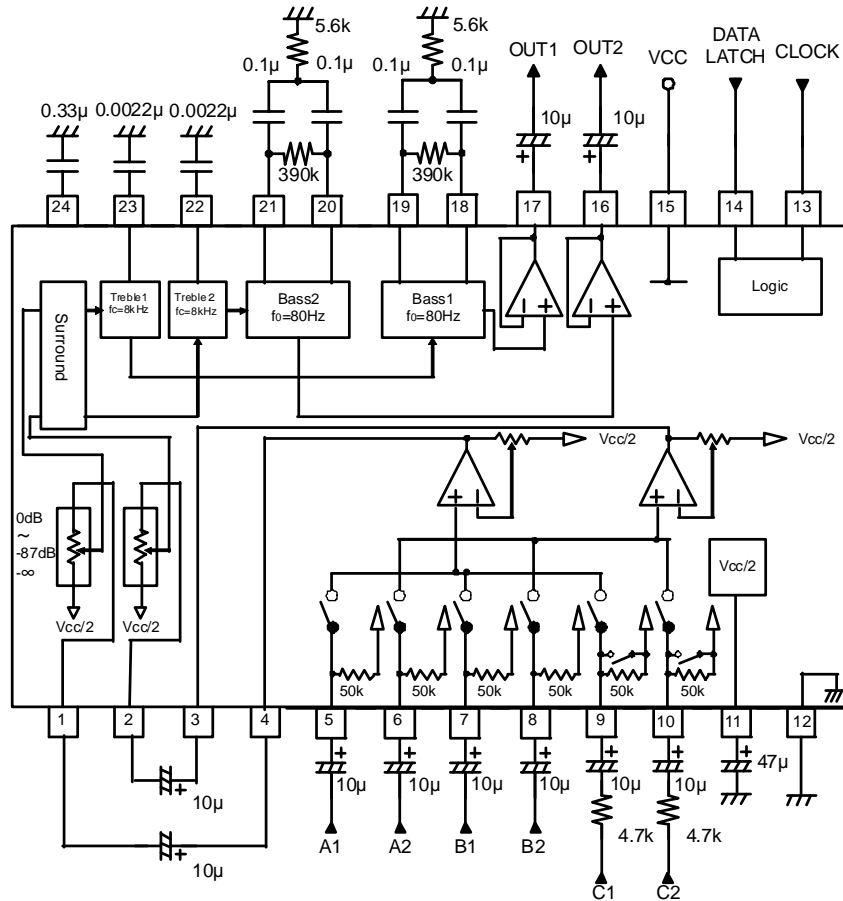 5.6k
5.6k
OUT1
OUT2
VCC
DATA
LATCH
CLOCK
0.1μ
0.1μ
0.1μ
0.1μ
0.33μ
0.0022μ
0.0022μ
10μ
10μ
+
+
390k
390k
24
23
22
21
20
19
18
17
16
15
14
13
Surround
Treble1
fc=8kHz
Treble2
fc=8kHz
Bass2
f0=80Hz
Bass1
f0=80Hz
Logic
Vcc/2
Vcc/2
0dB
~
-87dB
-∞
Vcc/2
Vcc/2
Vcc/2
50k
50k
50k
50k
50k
50k
1
2
3
4
5
6
7
8
9
10
11
12
+
10μ
+
10μ
+
10μ
+
10μ
+
10μ
+
10μ
+
47μ
+
10μ
+
10μ
4.7k
4.7k
A1
A2
B1
B2
C1
C2